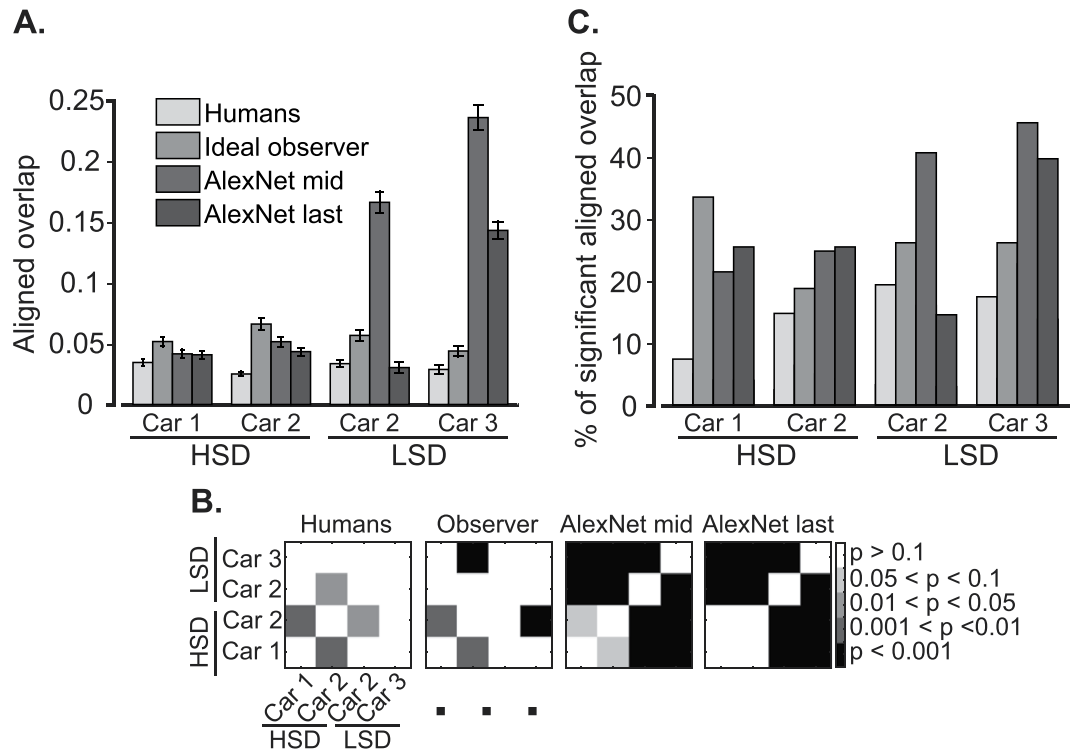 A.
Aligned overlap
0.25
0.2
0.15
0.1
0.05
0
Humans
Ideal observer
AlexNet mid
AlexNet last
Car 1 Car 2 Car 2 Car 3
HSD LSD
C.
% of significant aligned overlap
50
40
30
20
10
0
Car 1 Car 2 Car 2 Car 3
HSD LSD
B.
Humans Observer AlexNet mid AlexNet last
LSD
Car 3
Car 2
HSD
Car 2
Car 1
Car 1 Car 2 Car 2 Car 3
HSD LSD
p > 0.1
0.05 < p < 0.1
0.01 < p < 0.05
0.001 < p <0.01
p < 0.001